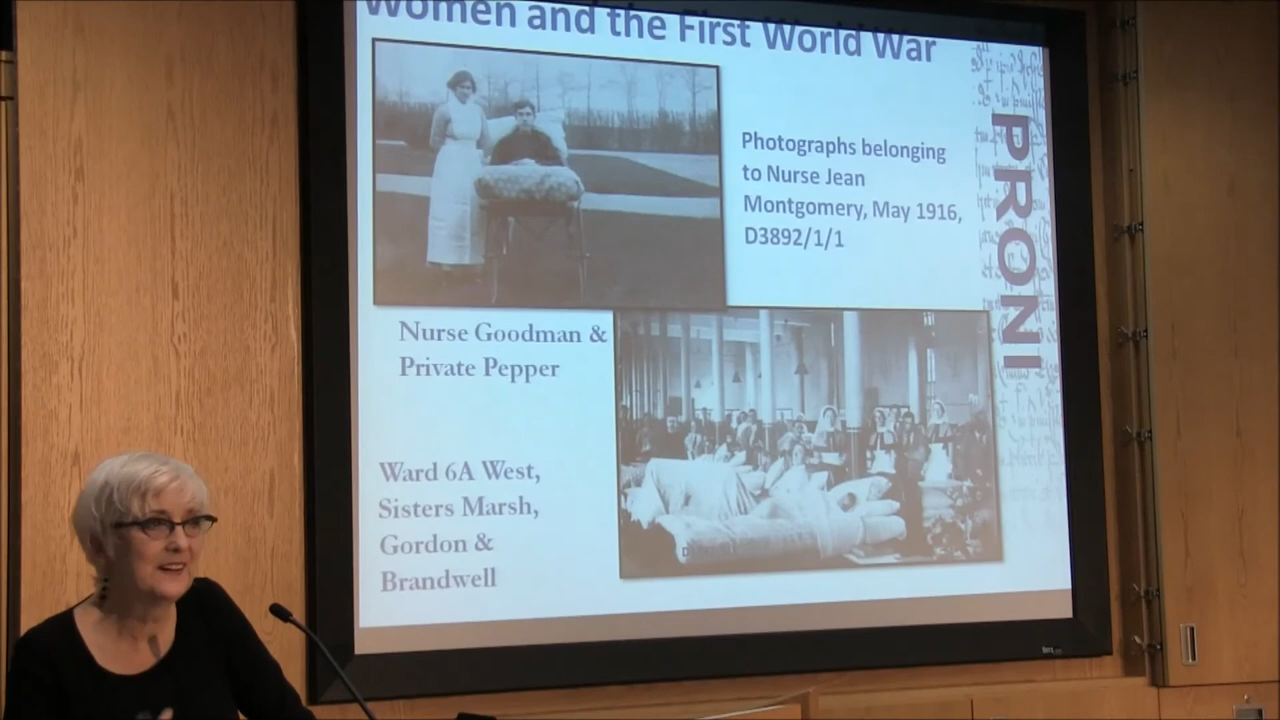 Women and the First World War
Photographs belonging
to Nurse Jean
Montgomery, May 1916,
D3892/1/1
PRONI
Nurse Goodman &
Private Pepper
Ward 6A West,
Sisters Marsh,
Gordon &
Brandwell